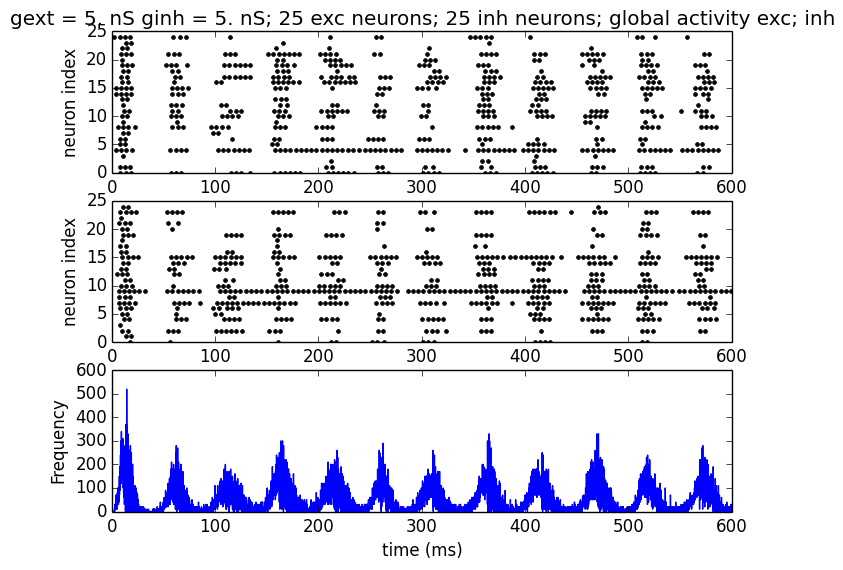 gext = 5. nS ginh = 5. nS; 25 exc neurons; 25 inh neurons; global activity exc; inh
25
20
15
10
5
0
neuron index
0 100 200 300 400 500 600
25
20
15
10
5
0
neuron index
0 100 200 300 400 500 600
600
500
400
300
200
100
0
Frequency
0 100 200 300 400 500 600
time (ms)